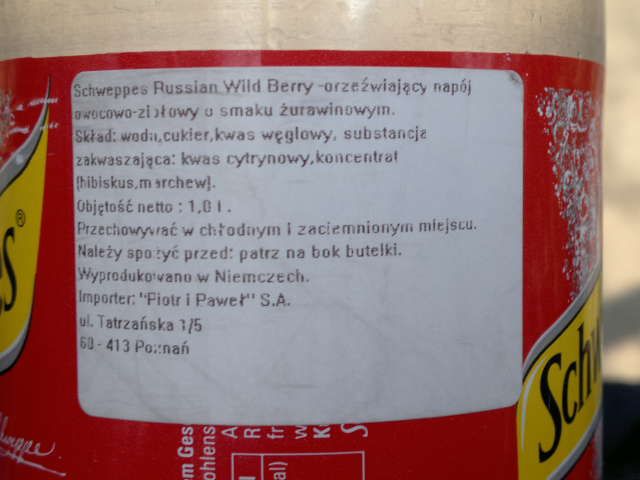 Schweppes Russian Wild Berry -orzeźwiający napój
owocowo-ziołowy o smaku żurawinowym.
Skład: woda,cukier,kwas węglowy, substancja
zakwaszająca: kwas cytrynowy,koncentrat
(hibiskus,marchew).
Objętość netto : 1,0 l .
Przechowywać w chłodnym i zaciemnionym miejscu.
Należy spożyć przed: patrz na bok butelki.
Wyprodukowano w Niemczech.
Importer: "Piotr i Paweł" S.A.
ul. Tatrzańska 1/5
60 - 413 Poznań
®
Schw